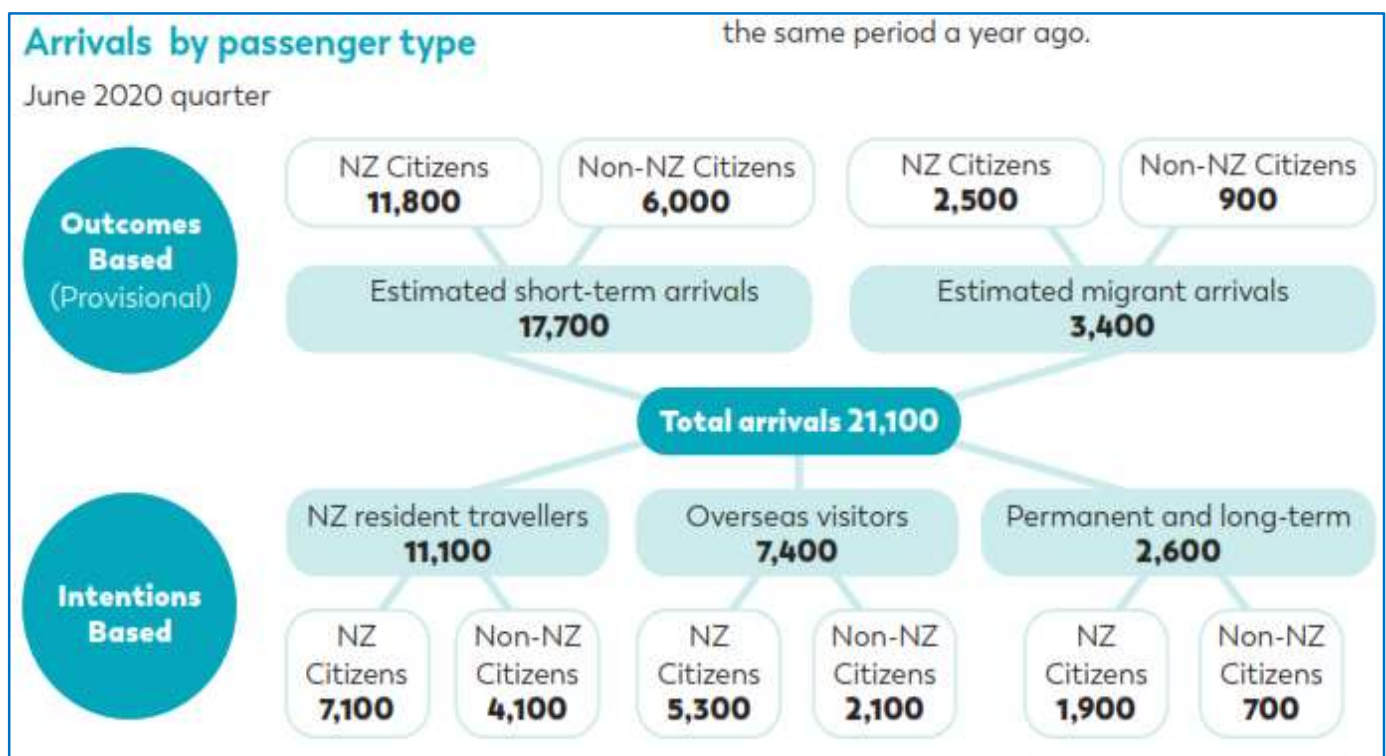 Arrivals by passenger type
the same period a year ago.
June 2020 quarter
Outcomes
Based
(Provisional)
NZ Citizens
11,800
Non-NZ Citizens
6,000
NZ Citizens
2,500
Non-NZ Citizens
900
Estimated short-term arrivals
17,700
Estimated migrant arrivals
3,400
Total arrivals 21,100
Intentions
Based
NZ resident travellers
11,100
Overseas visitors
7,400
Permanent and long-term
2,600
NZ
Citizens
7,100
Non-NZ
Citizens
4,100
NZ
Citizens
5,300
Non-NZ
Citizens
2,100
NZ
Citizens
1,900
Non-NZ
Citizens
700